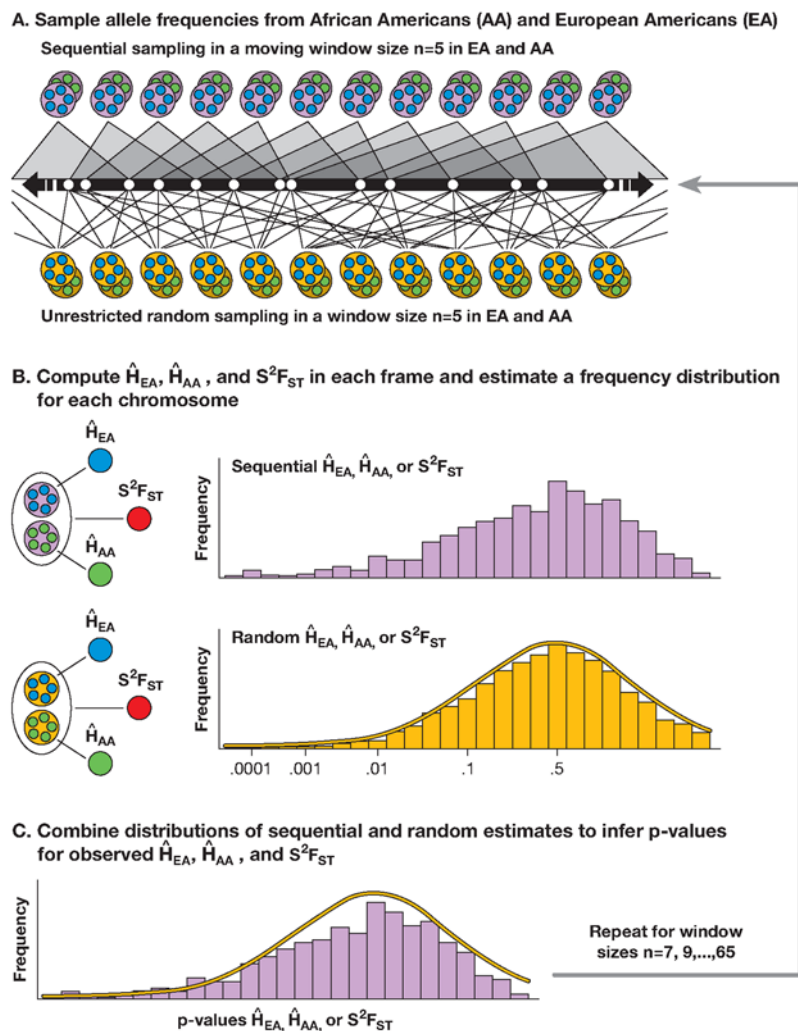 A. Sample allele frequencies from African Americans (AA) and European Americans (EA)
Sequential sampling in a moving window size n=5 in EA and AA
Unrestricted random sampling in a window size n=5 in EA and AA
B. Compute Ĥ_EA, Ĥ_AA , and S²F_ST in each frame and estimate a frequency distribution
for each chromosome
Ĥ_EA
S²F_ST
Ĥ_AA
Frequency
Sequential Ĥ_EA, Ĥ_AA, or S²F_ST
Ĥ_EA
S²F_ST
Ĥ_AA
Frequency
Random Ĥ_EA, Ĥ_AA, or S²F_ST
.0001 .001 .01 .1 .5
C. Combine distributions of sequential and random estimates to infer p-values
for observed Ĥ_EA, Ĥ_AA , and S²F_ST
Frequency
p-values Ĥ_EA, Ĥ_AA, or S²F_ST
Repeat for window
sizes n=7, 9,...,65